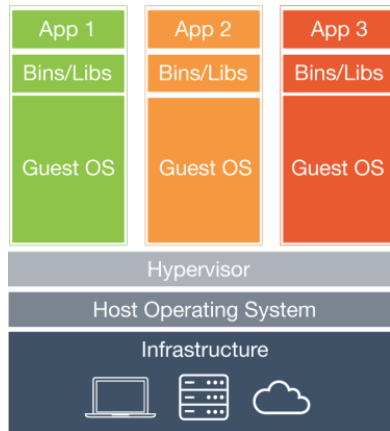 App 1
App 2
App 3
Bins/Libs
Bins/Libs
Bins/Libs
Guest OS
Guest OS
Guest OS
Hypervisor
Host Operating System
Infrastructure